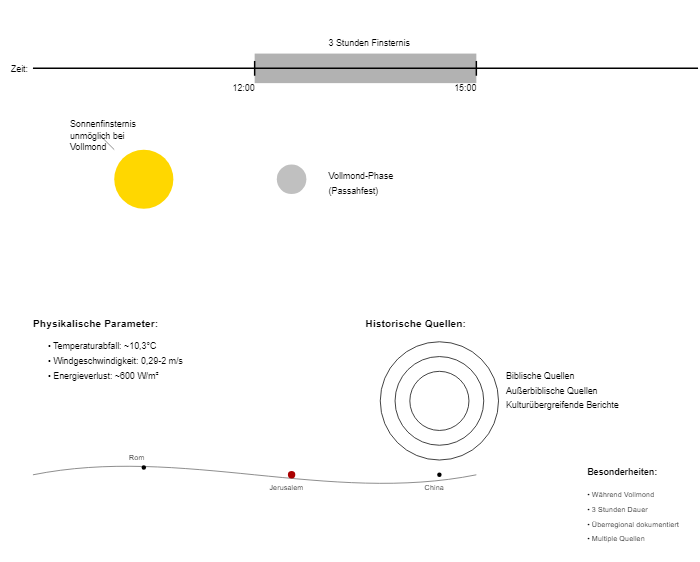 3 Stunden Finsternis
Zeit:
12:00
15:00
Sonnenfinsternis
unmöglich bei
Vollmond
Vollmond-Phase
(Passahfest)
Physikalische Parameter:
• Temperaturabfall: ~10,3°C
• Windgeschwindigkeit: 0,29-2 m/s
• Energieverlust: ~600 W/m²
Historische Quellen:
Biblische Quellen
Außerbiblische Quellen
Kulturübergreifende Berichte
Rom
Jerusalem
China
Besonderheiten:
• Während Vollmond
• 3 Stunden Dauer
• Überregional dokumentiert
• Multiple Quellen